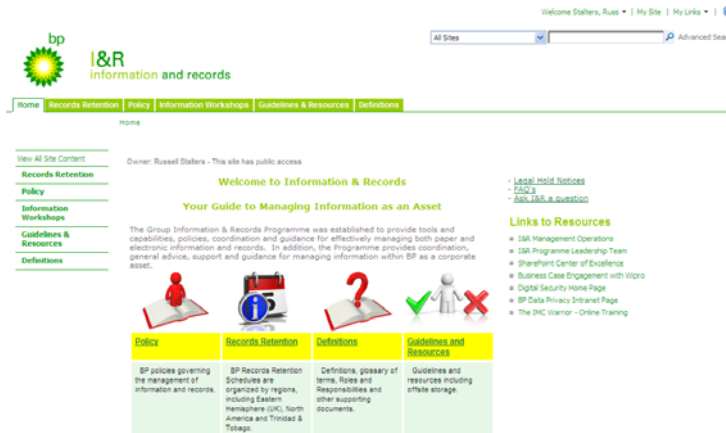 Welcome Stalters, Russ ▾ | My Site | My Links ▾ |
All Sites
Advanced Sear
bp
I&R
information and records
Home
Records Retention
Policy
Information Workshops
Guidelines & Resources
Definitions
Home
View All Site Content
Records Retention
Policy
Information
Workshops
Guidelines &
Resources
Definitions
Owner: Russell Stalters - This site has public access
Welcome to Information & Records
Your Guide to Managing Information as an Asset
The Group Information & Records Programme was established to provide tools and
capabilities, policies, coordination and guidance for effectively managing both paper and
electronic information and records. In addition, the Programme provides coordination,
general advice, support and guidance for managing information within BP as a corporate
asset.
Policy
BP policies governing
the management of
information and records.
Records Retention
BP Records Retention
Schedules are
organized by regions,
including Eastern
Hemisphere (UK), North
America and Trinidad &
Tobago.
Definitions
Definitions, glossary of
terms, Roles and
Responsibilities and
other supporting
documents.
Guidelines and
Resources
Guidelines and
resources including
offsite storage.
- Legal Hold Notices
- FAQ's
- Ask I&R a question
Links to Resources
I&R Management Operations
I&R Programme Leadership Team
SharePoint Center of Excellence
Business Case Engagement with Wipro
Digital Security Home Page
BP Data Privacy Intranet Page
The IMC Warrior - Online Training